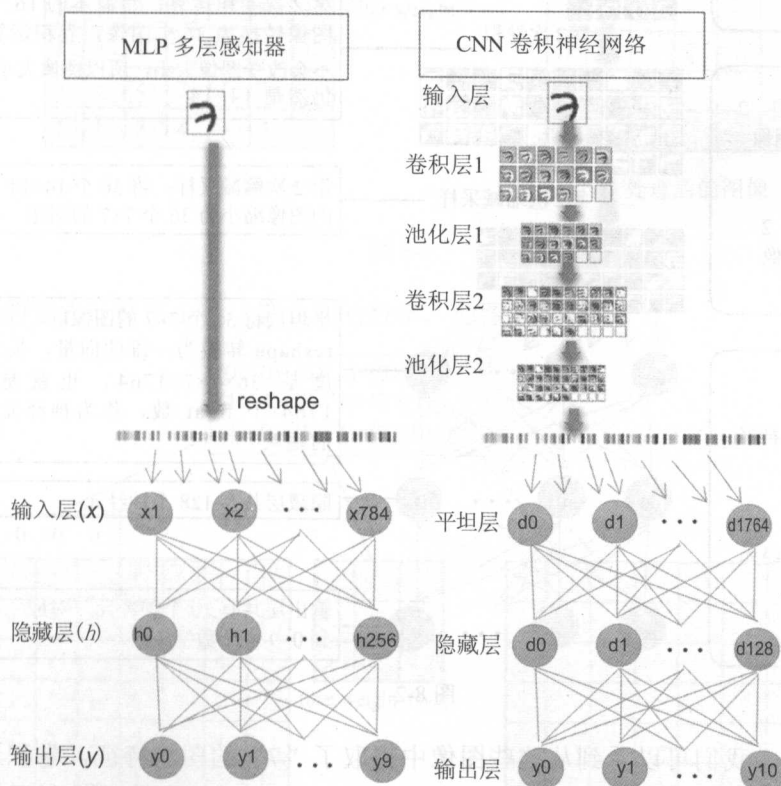 MLP 多层感知器
reshape
输入层(x)
x1 x2 ··· x784
隐藏层(h)
h0 h1 ··· h256
输出层(y)
y0 y1 ··· y9
CNN 卷积神经网络
输入层
卷积层1
池化层1
卷积层2
池化层2
平坦层
d0 d1 ··· d1764
隐藏层
d0 d1 ··· d128
输出层
y0 y1 ··· y10